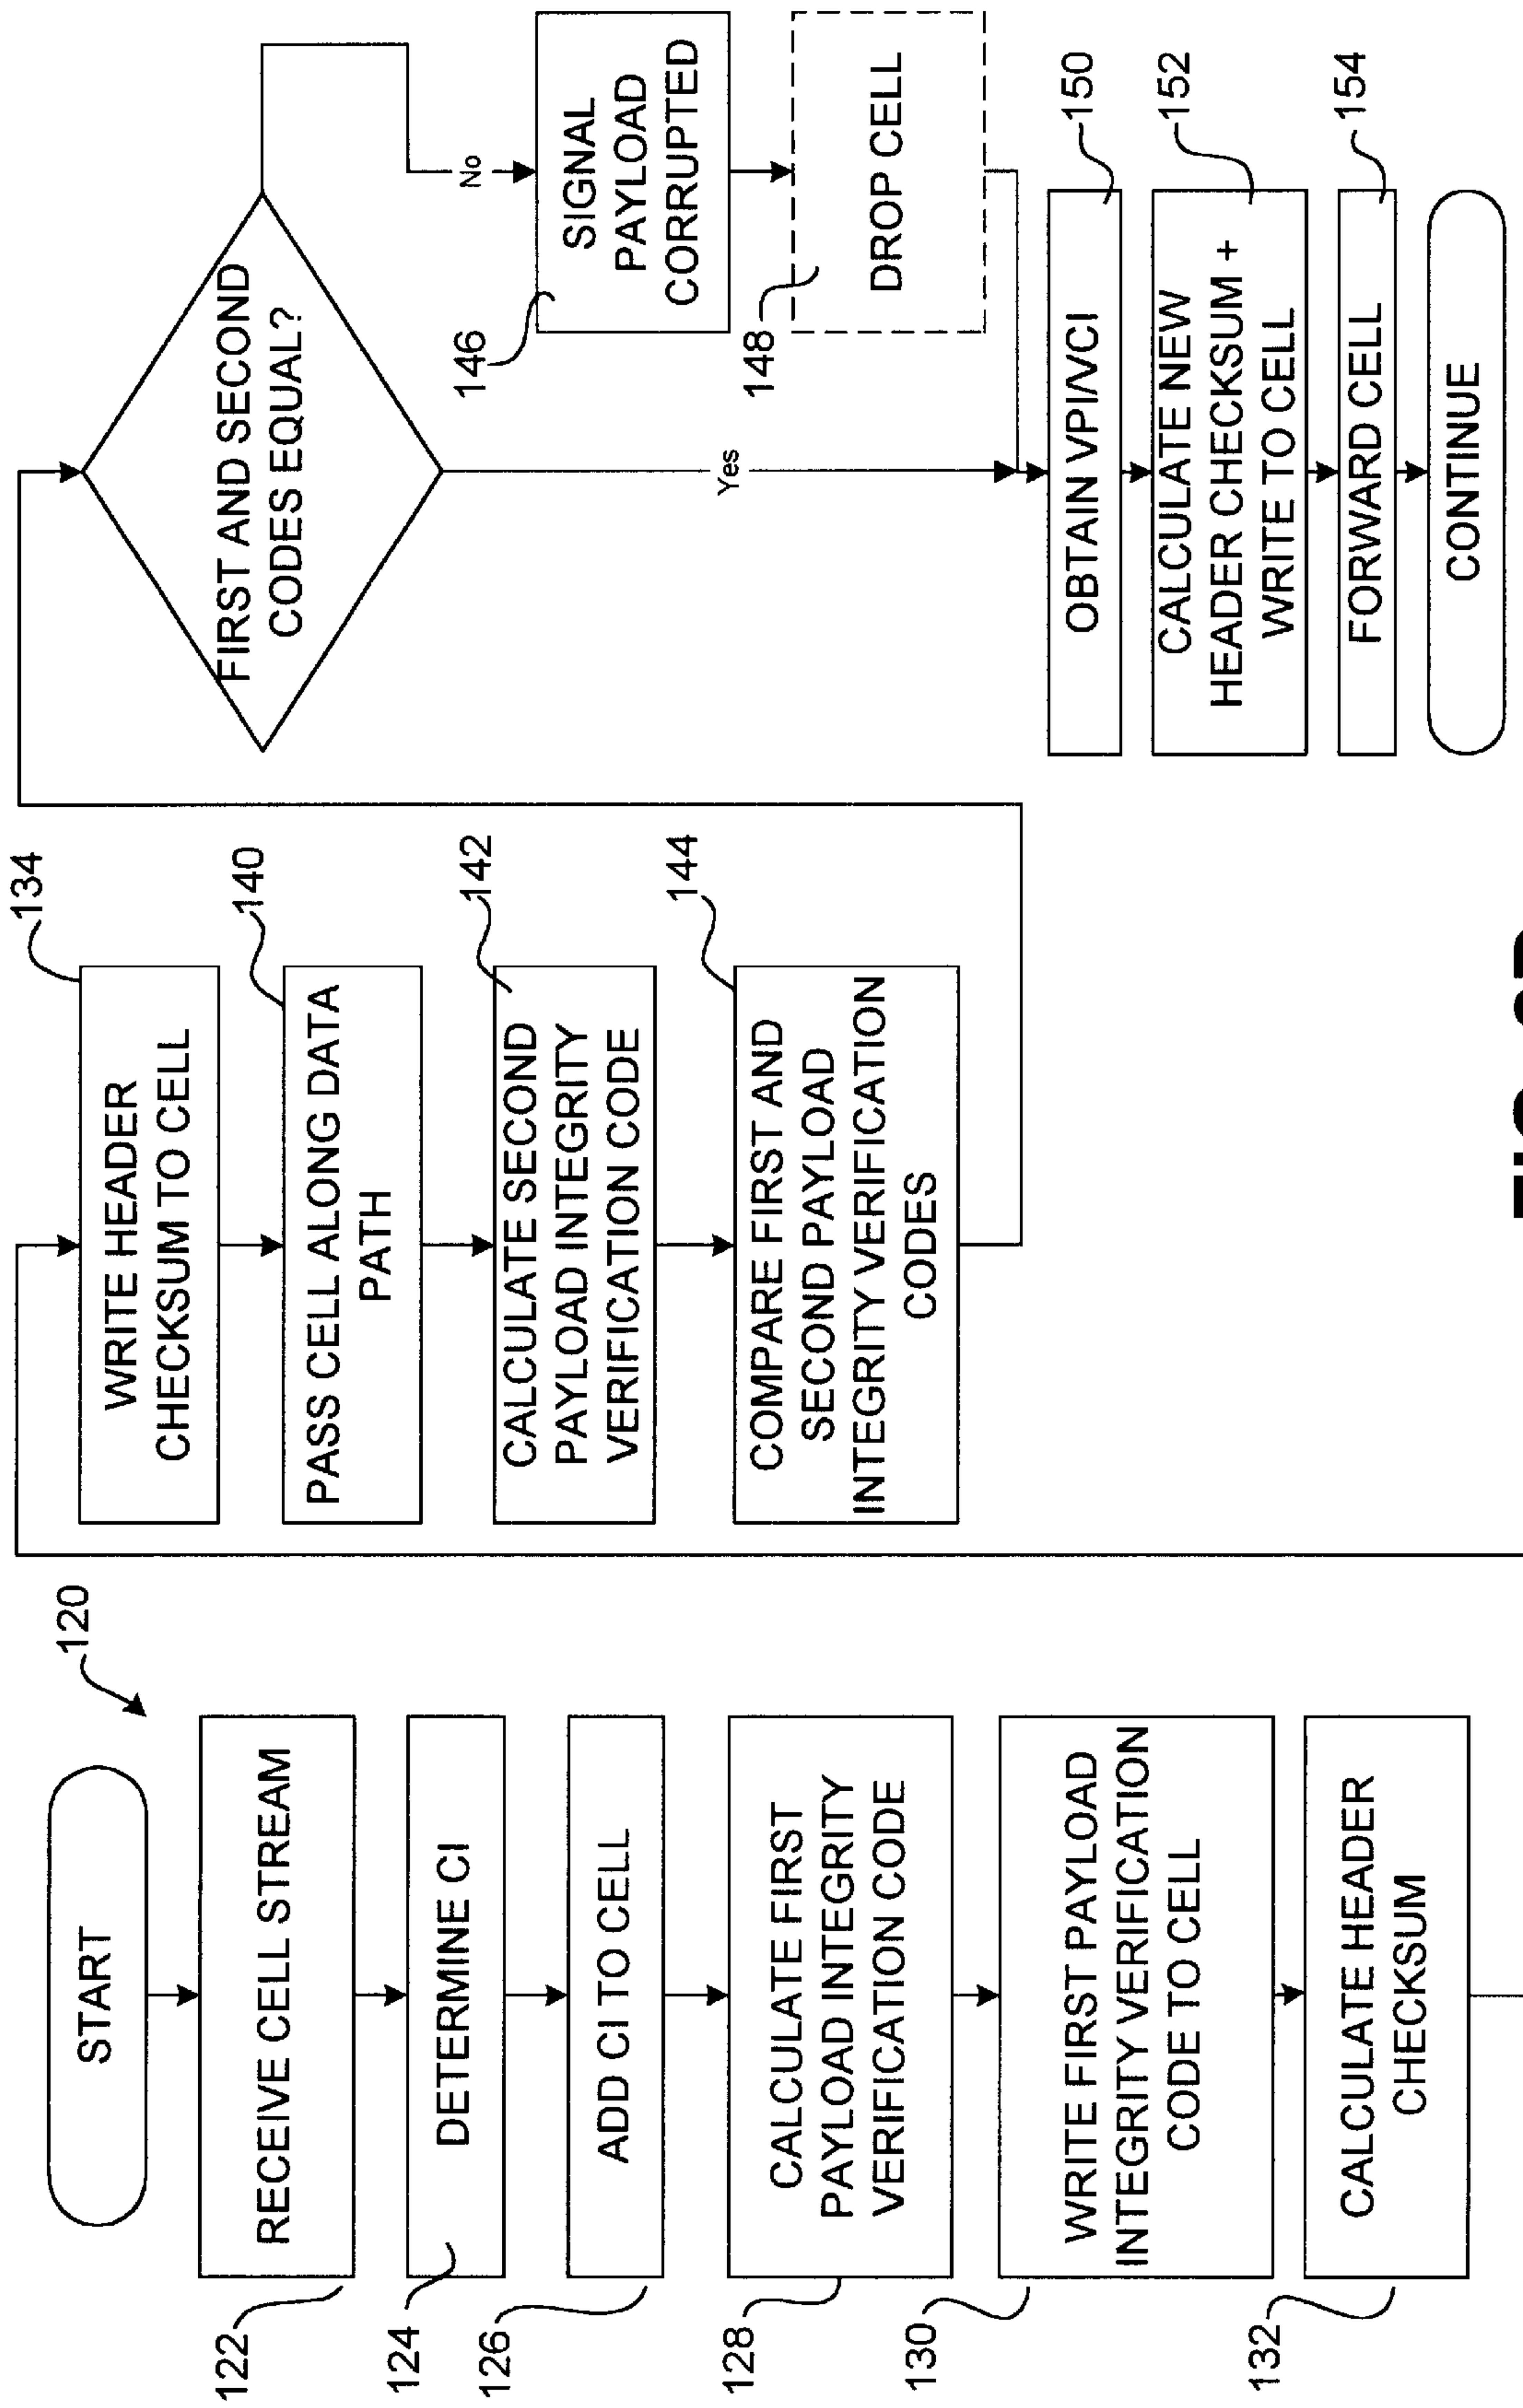 120
START
122
RECEIVE CELL STREAM
124
DETERMINE CI
126
ADD CI TO CELL
128
CALCULATE FIRST
PAYLOAD INTEGRITY
VERIFICATION CODE
130
WRITE FIRST PAYLOAD
INTEGRITY VERIFICATION
CODE TO CELL
132
CALCULATE HEADER
CHECKSUM
134
WRITE HEADER
CHECKSUM TO CELL
140
PASS CELL ALONG DATA
PATH
142
CALCULATE SECOND
PAYLOAD INTEGRITY
VERIFICATION CODE
144
COMPARE FIRST AND
SECOND PAYLOAD
INTEGRITY VERIFICATION
CODES
FIRST AND SECOND
CODES EQUAL?
No
146
SIGNAL
PAYLOAD
CORRUPTED
148
DROP CELL
Yes
150
OBTAIN VPI/VCI
152
CALCULATE NEW
HEADER CHECKSUM +
WRITE TO CELL
154
FORWARD CELL
CONTINUE